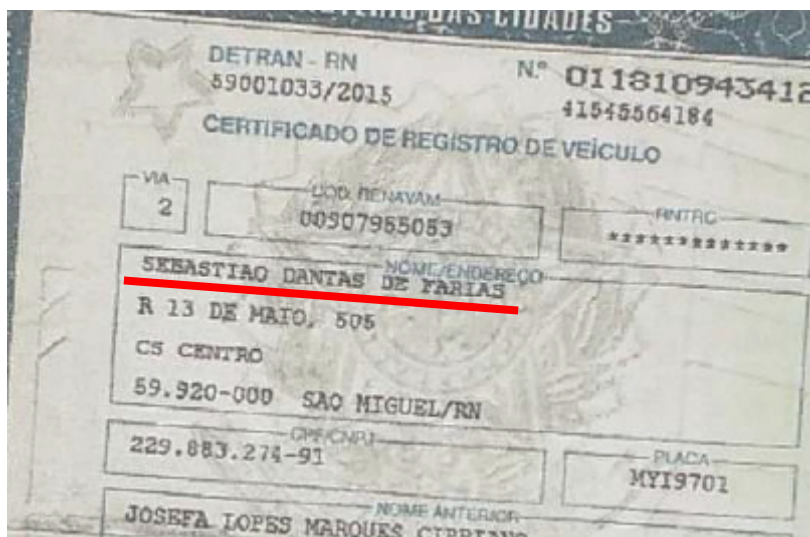 DAS CIDADES
DETRAN - RN
59001033/2015
N.º 011810943412
41545564184
CERTIFICADO DE REGISTRO DE VEÍCULO
VIA
2
COD. RENAVAM
00907955053
RNTRC
*************
NOME/ENDEREÇO
SEBASTIAO DANTAS DE FARIAS
R 13 DE MAIO, 505
CS CENTRO
59.920-000 SAO MIGUEL/RN
CPF/CNPJ
229.883.274-91
PLACA
MYI9701
NOME ANTERIOR
JOSEFA LOPES MARQUES CIPRIANO